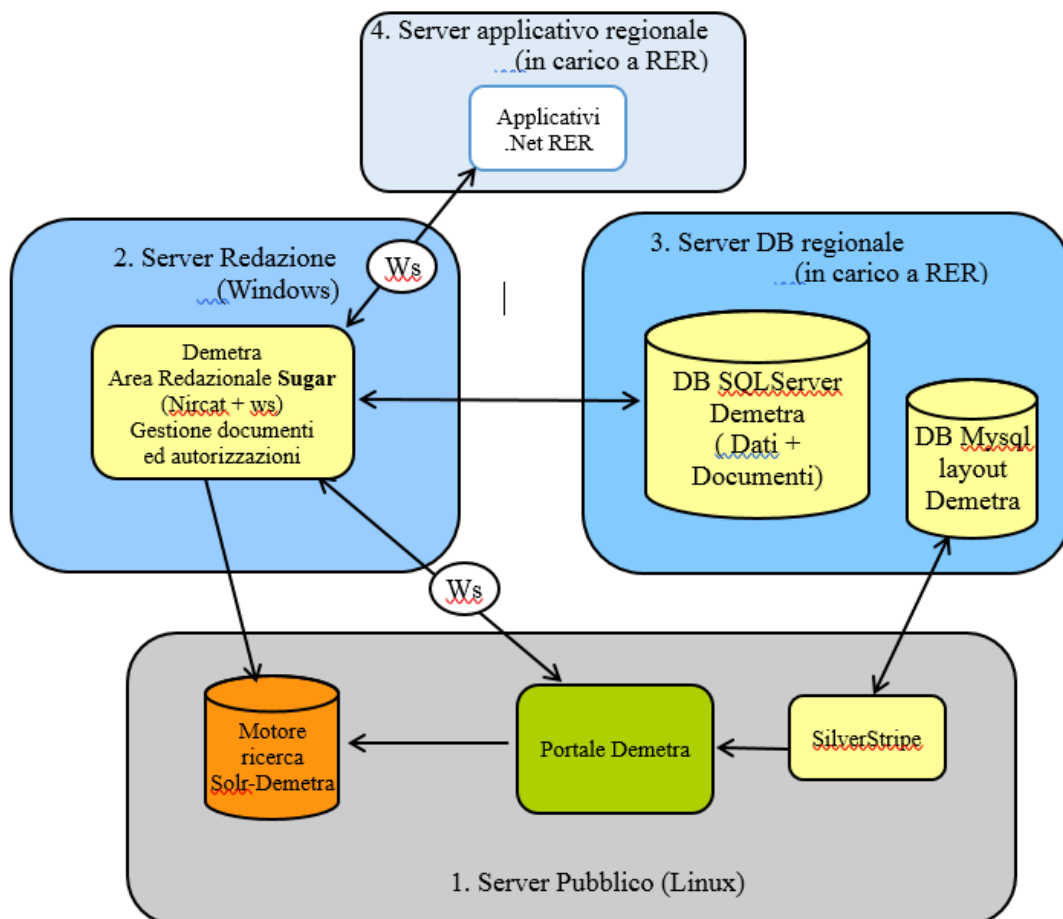 4. Server applicativo regionale
(in carico a RER)
Applicativi
.Net RER
2. Server Redazione
(Windows)
Ws
3. Server DB regionale
(in carico a RER)
Demetra
Area Redazionale Sugar
(Nircat + ws)
Gestione documenti
ed autorizzazioni
DB SQLServer
Demetra
( Dati +
Documenti)
DB Mysql
layout
Demetra
Ws
Motore
ricerca
Solr-Demetra
Portale Demetra
SilverStripe
1. Server Pubblico (Linux)